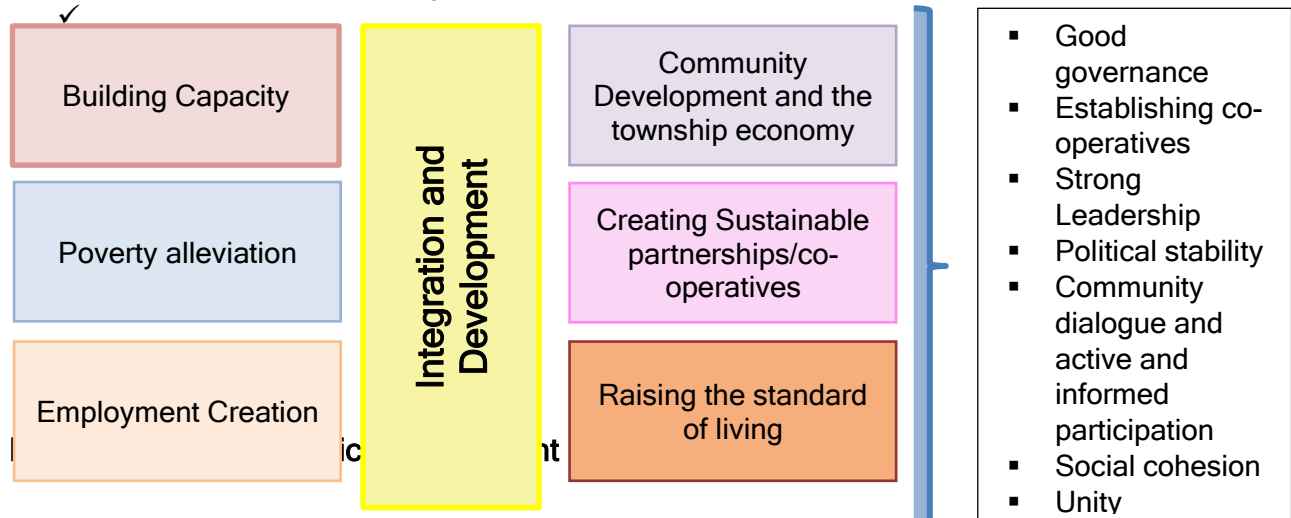 ✓
Building Capacity
Poverty alleviation
Employment Creation
Integration and
Development
Community
Development and the
township economy
Creating Sustainable
partnerships/co-
operatives
Raising the standard
of living
▪ Good
governance
▪ Establishing co-
operatives
▪ Strong
Leadership
▪ Political stability
▪ Community
dialogue and
active and
informed
participation
▪ Social cohesion
▪ Unity